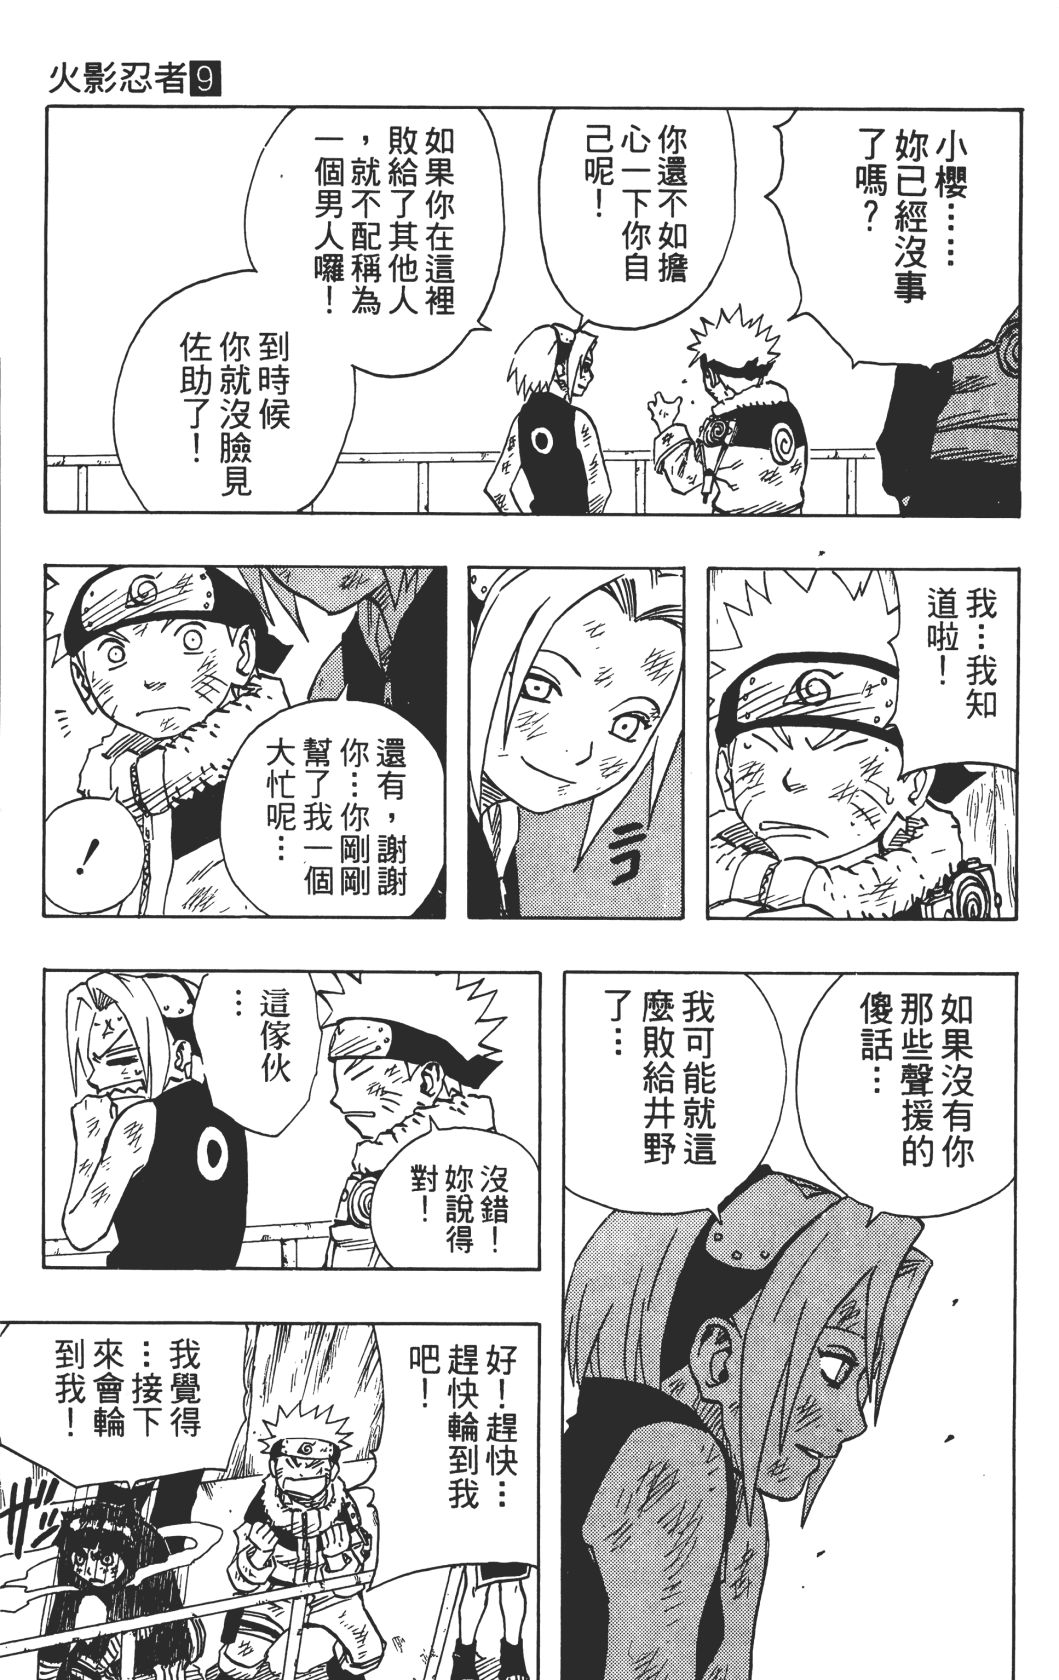 火影忍者9
小櫻……
妳已經沒事
了嗎？
你還不如擔
心一下你自
己呢！
如果你在這裡
敗給了其他人
，就不配稱為
一個男人囉！
到時候
你就沒臉見
佐助了！
我…我知
道啦！
ニコ
還有，謝謝
你…你剛剛
幫了我一個
大忙呢…
！
如果沒有你
那些聲援的
傻話…
我可能就這
麼敗給井野
了…
這傢伙
…
沒錯！
妳說得
對！
好！趕快…
趕快輪到我
吧！
我覺得
…接下
來會輪
到我！